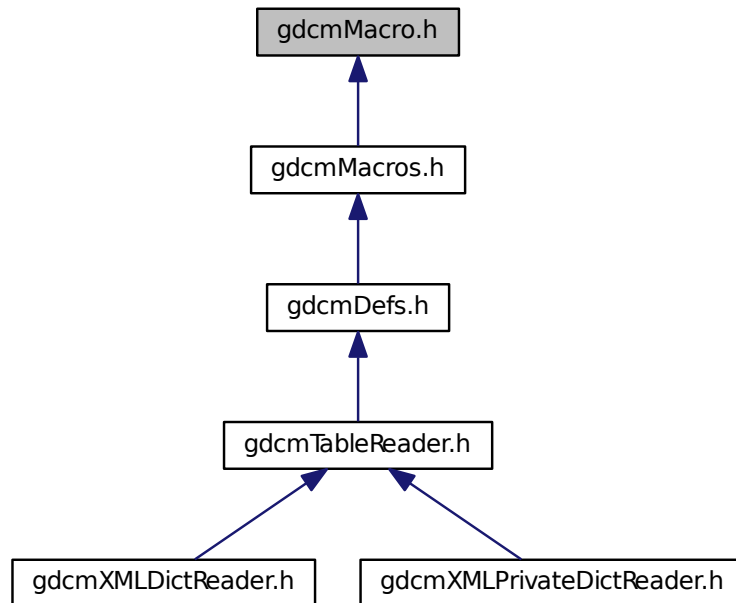 gdcmMacro.h
gdcmMacros.h
gdcmDefs.h
gdcmTableReader.h
gdcmXMLDictReader.h
gdcmXMLPrivateDictReader.h